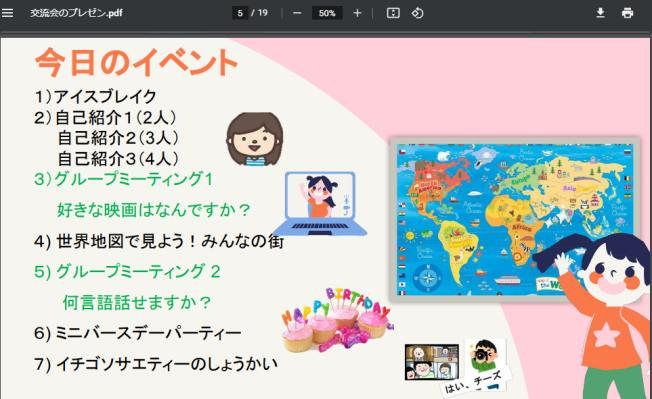 交流会のプレゼン.pdf
5 / 19
50%
今日のイベント
1)アイスブレイク
2)自己紹介1(2人)
自己紹介2(3人)
自己紹介3(4人)
3)グループミーティング1
好きな映画はなんですか？
4) 世界地図で見よう！みんなの街
5) グループミーティング 2
何言語話せますか？
6) ミニバースデーパーティー
7) イチゴソサエティーのしょうかい
HAPPY BIRTHDAY
North America
Europe
Asia
Africa
はい、チーズ